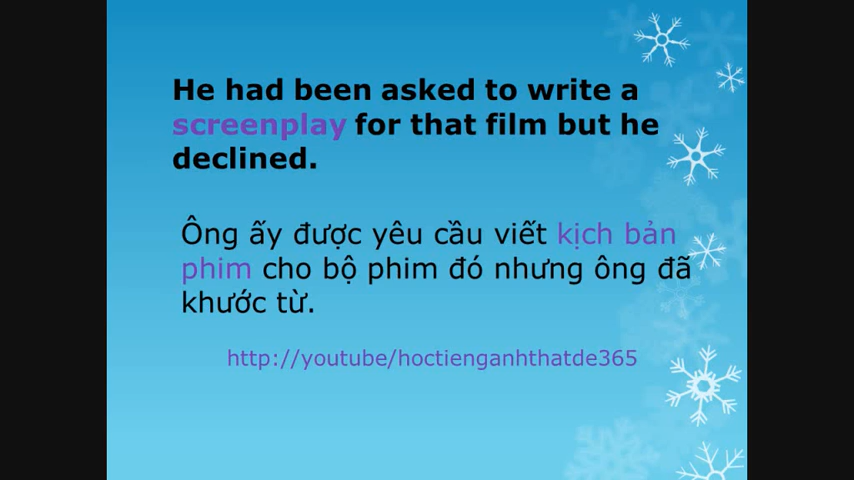 He had been asked to write a
screenplay for that film but he
declined.
Ông ấy được yêu cầu viết kịch bản
phim cho bộ phim đó nhưng ông đã
khước từ.
http://youtube/hoctienganhthatde365